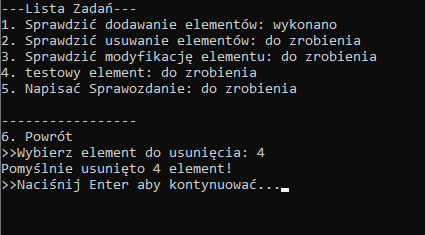 ---Lista Zadań---
1. Sprawdzić dodawanie elementów: wykonano
2. Sprawdzić usuwanie elementów: do zrobienia
3. Sprawdzić modyfikację elementu: do zrobienia
4. testowy element: do zrobienia
5. Napisać Sprawozdanie: do zrobienia
-----------------
6. Powrót
>>Wybierz element do usunięcia: 4
Pomyślnie usunięto 4 element!
>>Naciśnij Enter aby kontynuować...